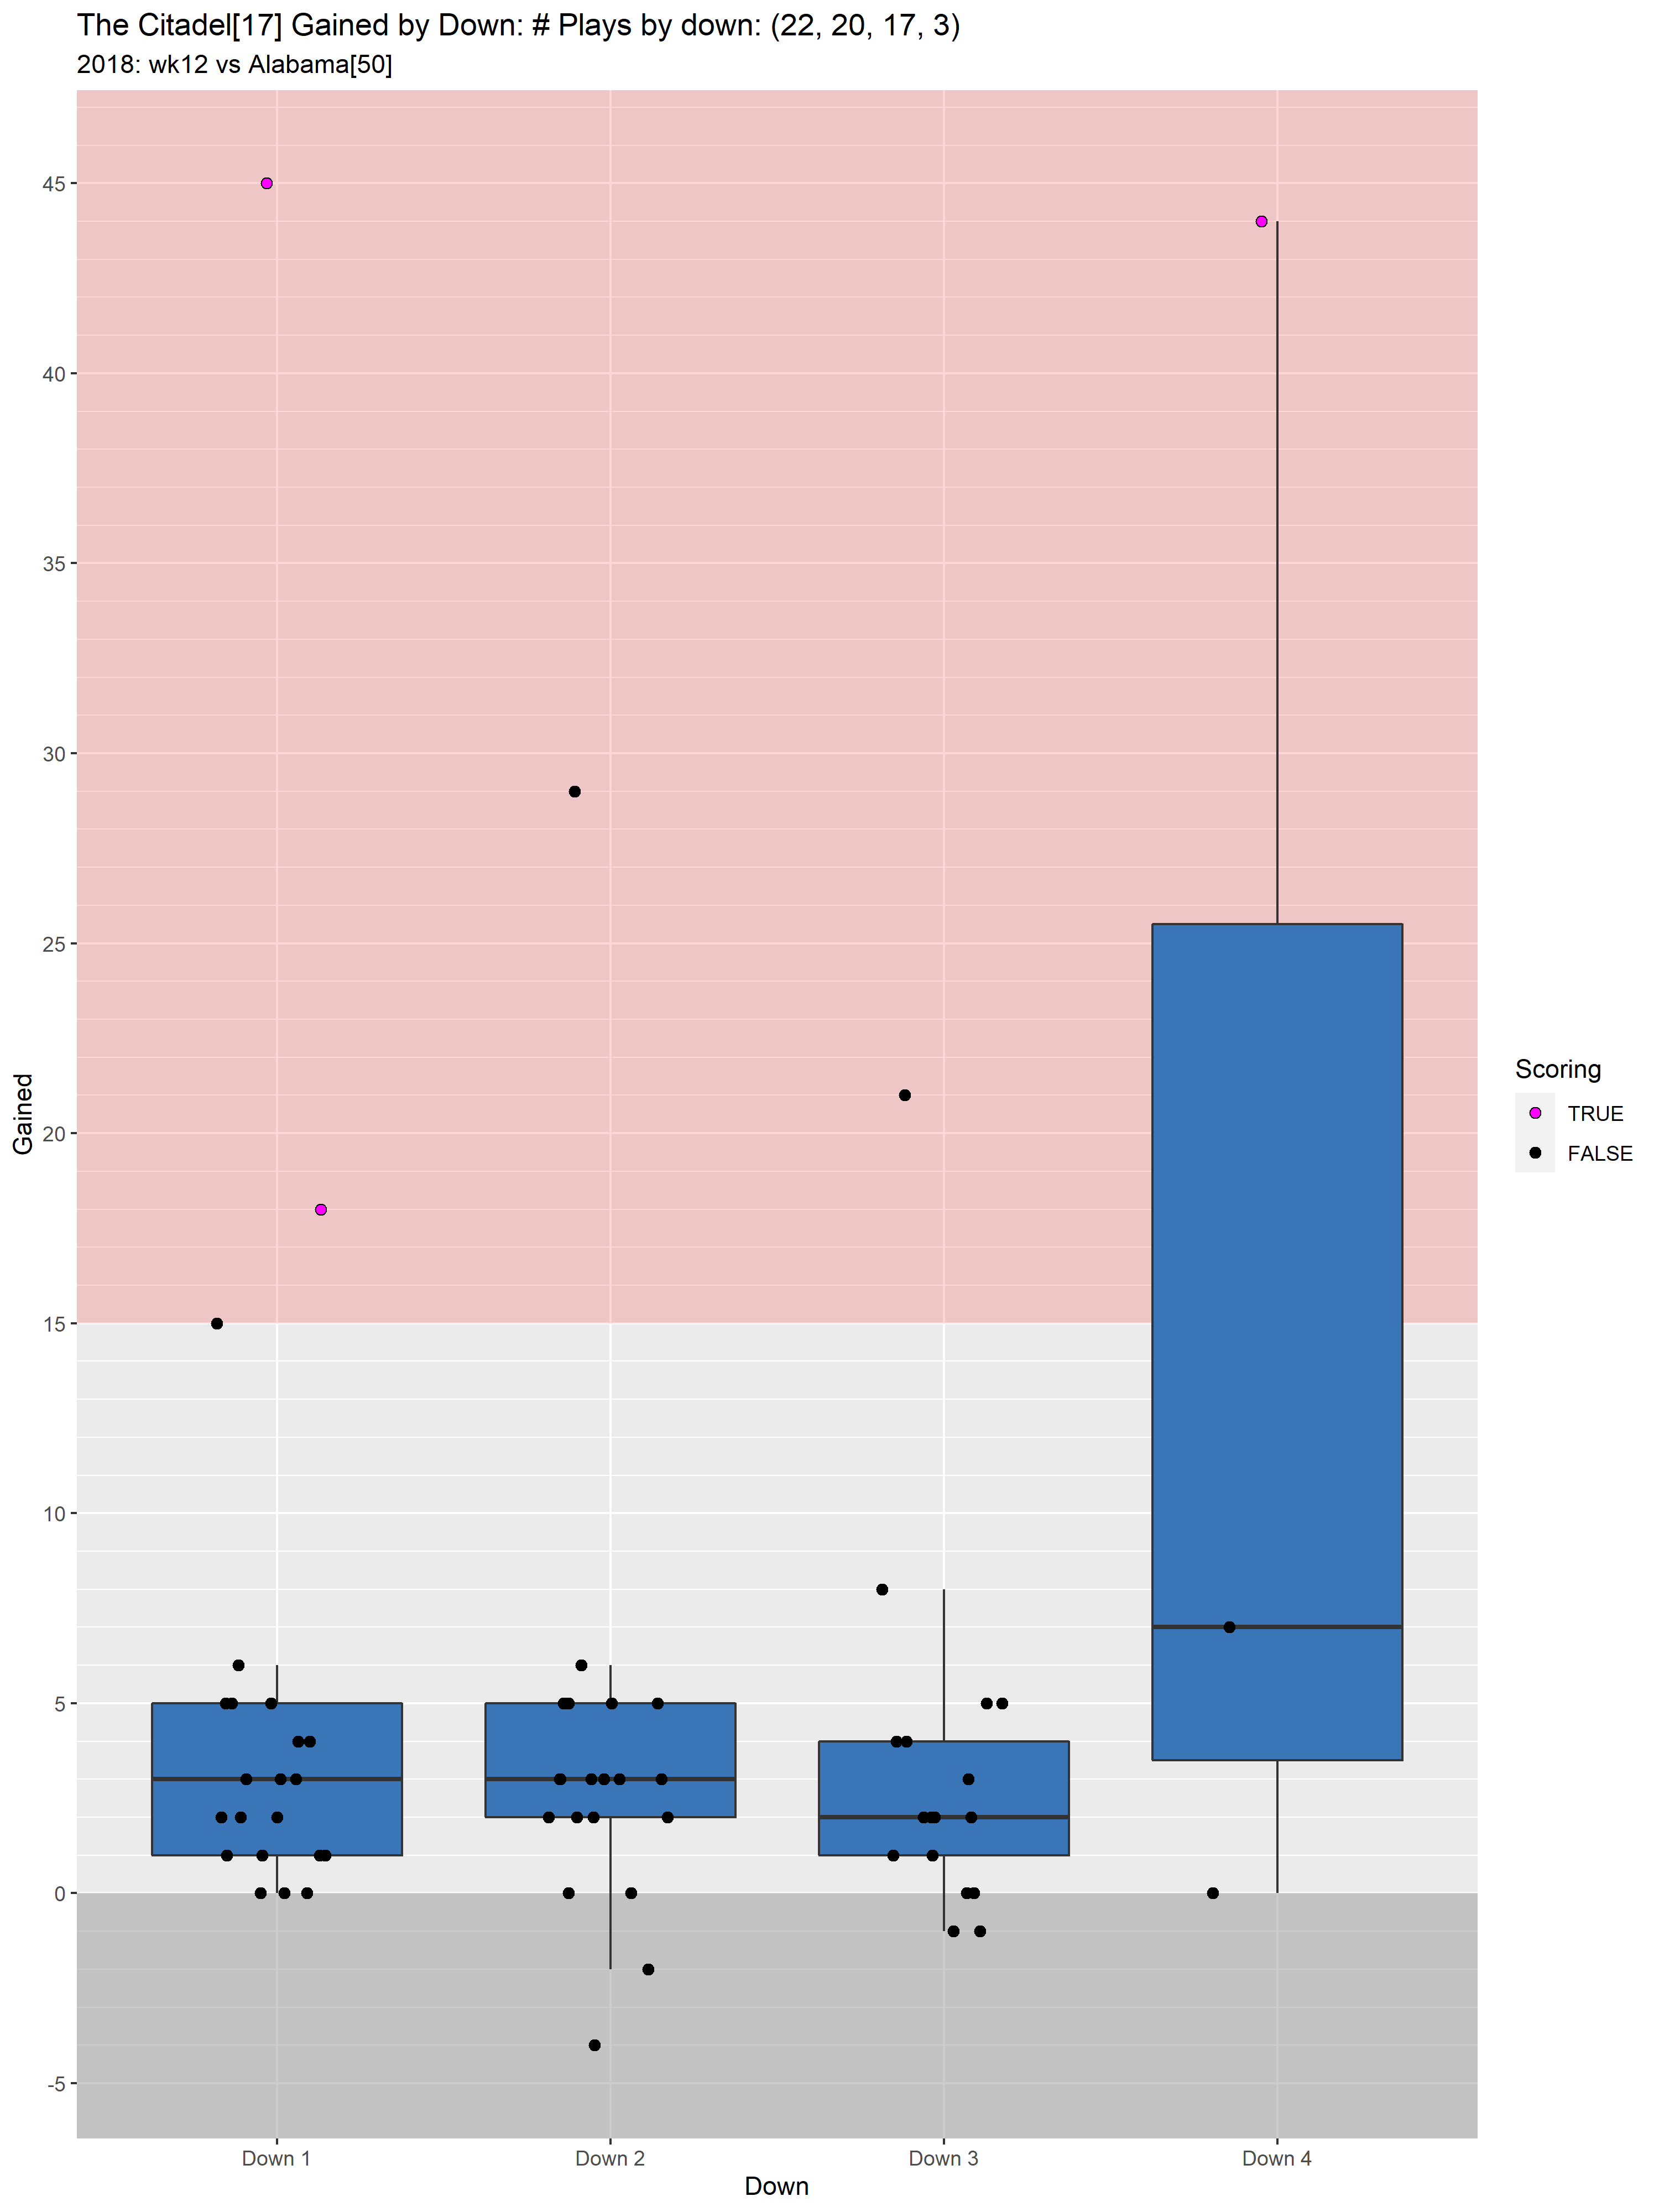 The Citadel[17] Gained by Down: # Plays by down: (22, 20, 17, 3)
2018: wk12 vs Alabama[50]
45
40
35
30
25
20
15
10
5
0
-5
Gained
Down 1
Down 2
Down 3
Down 4
Down
Scoring
TRUE
FALSE